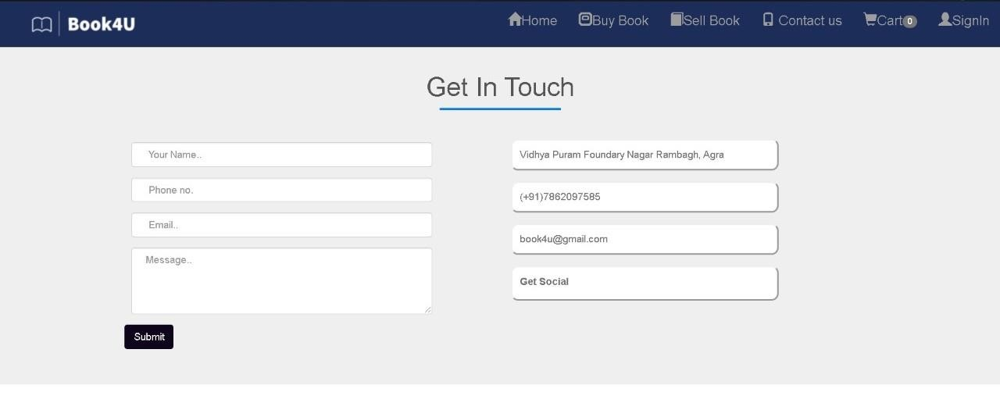 Book4U
Home Buy Book Sell Book Contact us Cart 0 SignIn
Get In Touch
Your Name..
Phone no.
Email..
Message..
Submit
Vidhya Puram Foundary Nagar Rambagh, Agra
(+91)7862097585
book4u@gmail.com
Get Social